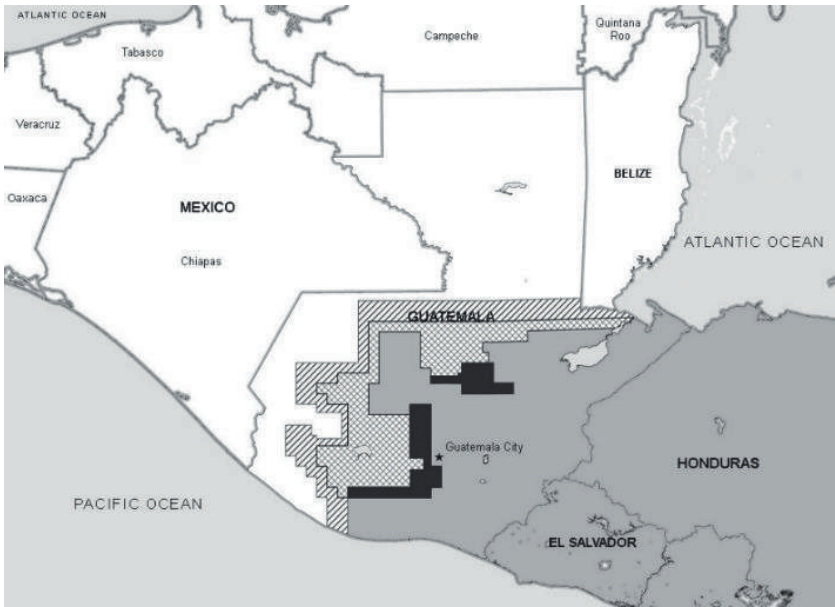 ATLANTIC OCEAN
Tabasco
Campeche
Quintana
Roo
Veracruz
Oaxaca
MEXICO
BELIZE
Chiapas
ATLANTIC OCEAN
GUATEMALA
Guatemala City
HONDURAS
PACIFIC OCEAN
EL SALVADOR